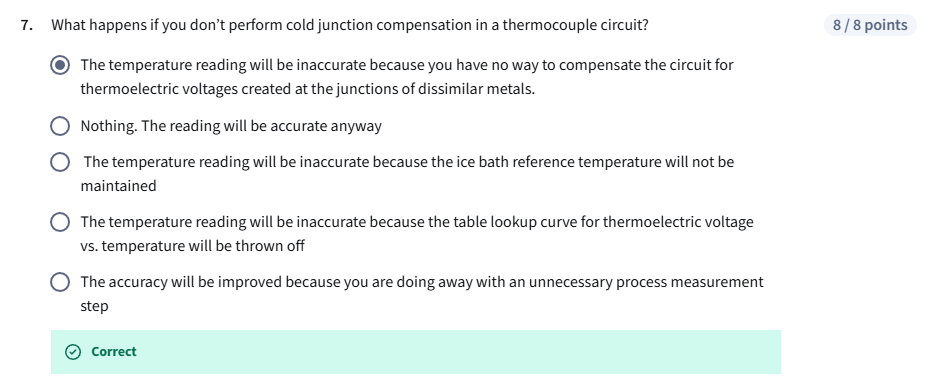 7. What happens if you don’t perform cold junction compensation in a thermocouple circuit?
8 / 8 points
The temperature reading will be inaccurate because you have no way to compensate the circuit for
thermoelectric voltages created at the junctions of dissimilar metals.
Nothing. The reading will be accurate anyway
The temperature reading will be inaccurate because the ice bath reference temperature will not be
maintained
The temperature reading will be inaccurate because the table lookup curve for thermoelectric voltage
vs. temperature will be thrown off
The accuracy will be improved because you are doing away with an unnecessary process measurement
step
Correct